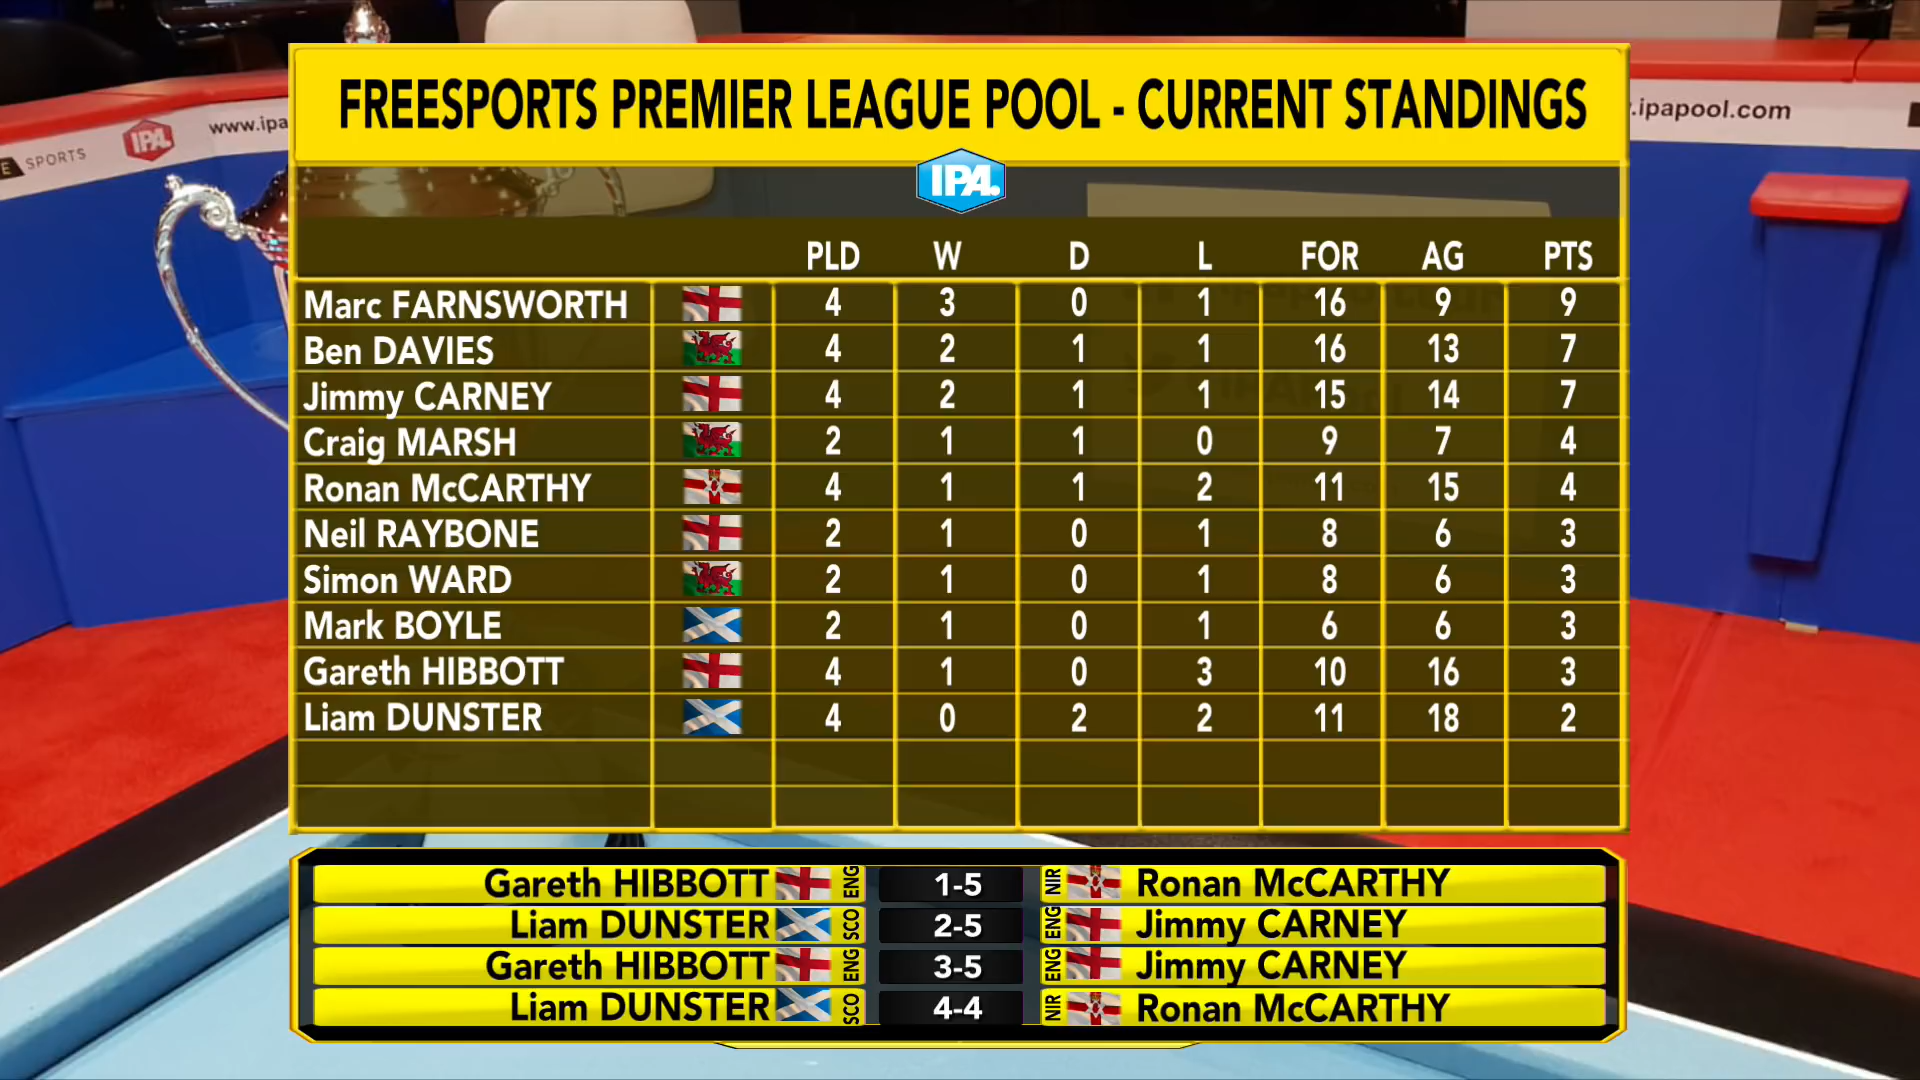 FREESPORTS PREMIER LEAGUE POOL - CURRENT STANDINGS
E SPORTS IPA. www.ipa .ipapool.com
IPA.
PLD W D L FOR AG PTS
Marc FARNSWORTH 4 3 0 1 16 9 9
Ben DAVIES 4 2 1 1 16 13 7
Jimmy CARNEY 4 2 1 1 15 14 7
Craig MARSH 2 1 1 0 9 7 4
Ronan McCARTHY 4 1 1 2 11 15 4
Neil RAYBONE 2 1 0 1 8 6 3
Simon WARD 2 1 0 1 8 6 3
Mark BOYLE 2 1 0 1 6 6 3
Gareth HIBBOTT 4 1 0 3 10 16 3
Liam DUNSTER 4 0 2 2 11 18 2
Gareth HIBBOTT ENG 1-5 NIR Ronan McCARTHY
Liam DUNSTER SCO 2-5 ENG Jimmy CARNEY
Gareth HIBBOTT ENG 3-5 ENG Jimmy CARNEY
Liam DUNSTER SCO 4-4 NIR Ronan McCARTHY